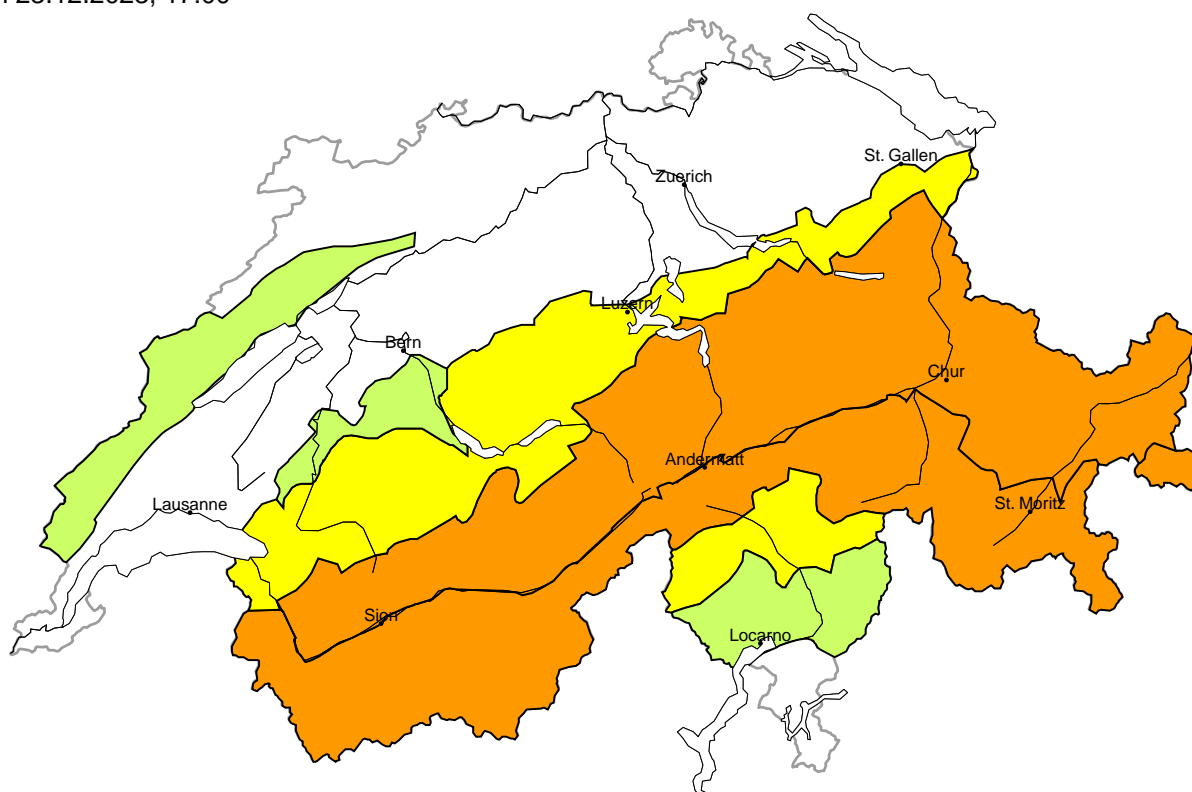 St. Gallen
Zuerich
Luzern
Bern
Chur
Andermatt
Lausanne
St. Moritz
Sion
Locarno